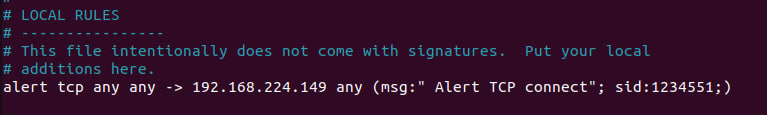 #
# LOCAL RULES
# ----------------
# This file intentionally does not come with signatures.  Put your local
# additions here.
alert tcp any any -> 192.168.224.149 any (msg:" Alert TCP connect"; sid:1234551;)